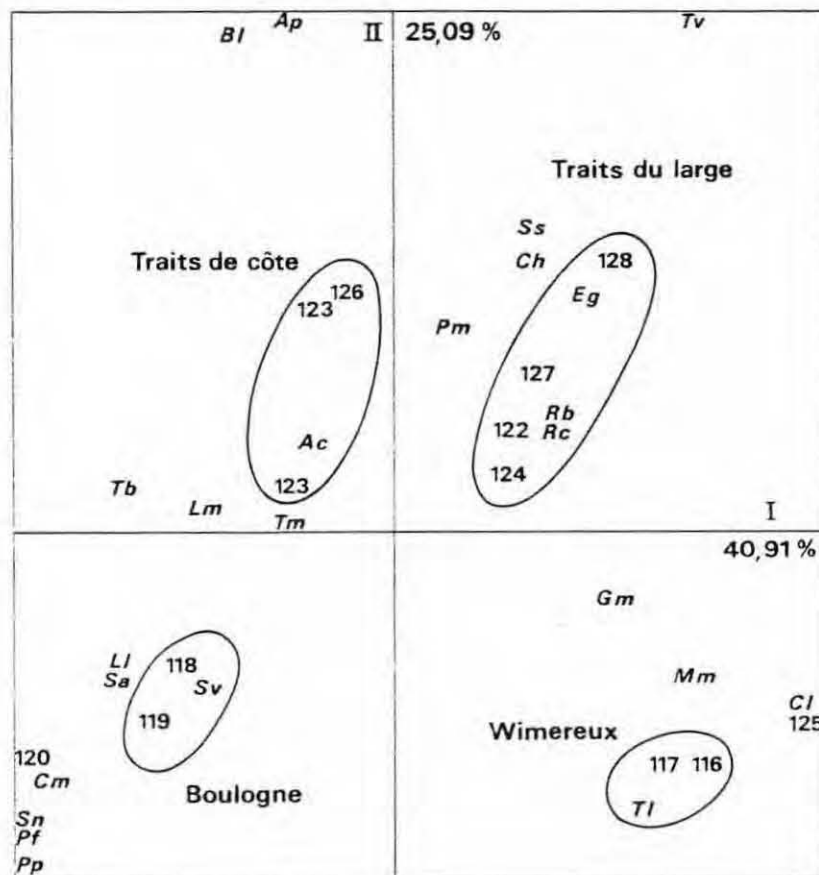 Bl Ap II 25,09 % Tv
Traits du large
Ss
Traits de côte Ch 128
123 126 Eg
Pm
127
Rb
Ac 122 Rc
124
Tb 123
Lm
Tm I
40,91 %
Gm
Ll 118
Sa Sv Mm
Cl
119 Wimereux 125
120 117 116
Cm Boulogne
Tl
Sn
Pf
Pp